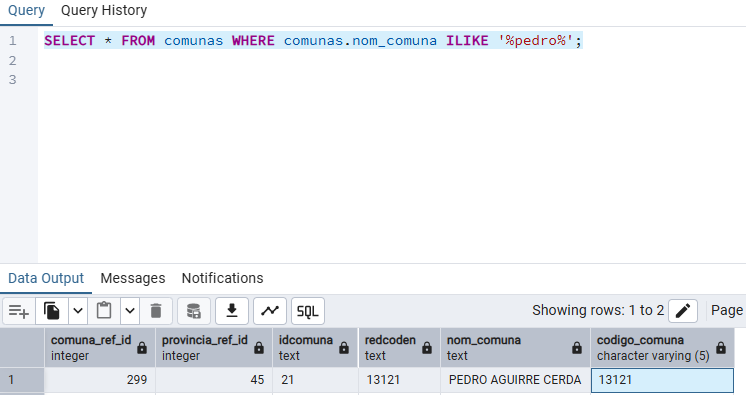 Query Query History
1 SELECT * FROM comunas WHERE comunas.nom_comuna ILIKE '%pedro%';
2
3
Data Output Messages Notifications
SQL Showing rows: 1 to 2 Page
comuna_ref_id provincia_ref_id idcomuna redcoden nom_comuna codigo_comuna
integer integer text text text character varying (5)
1 299 45 21 13121 PEDRO AGUIRRE CERDA 13121